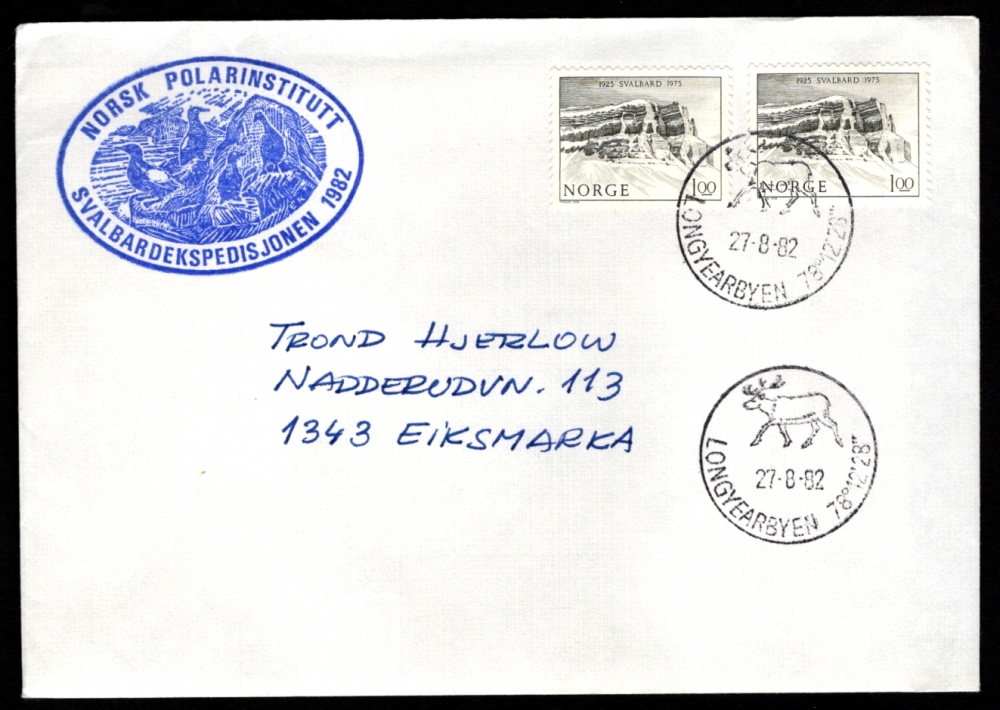 NORSK POLARINSTITUTT
SVALBARDEKSPEDISJONEN 1982
1925 SVALBARD 1975
NORGE 1.00
1925 SVALBARD 1975
NORGE 1.00
27-8-82
LONGYEARBYEN 78°12'28"
TROND HJERLOW
NADDERUDVN. 113
1343 EIKSMARKA
27-8-82
LONGYEARBYEN 78°12'28"